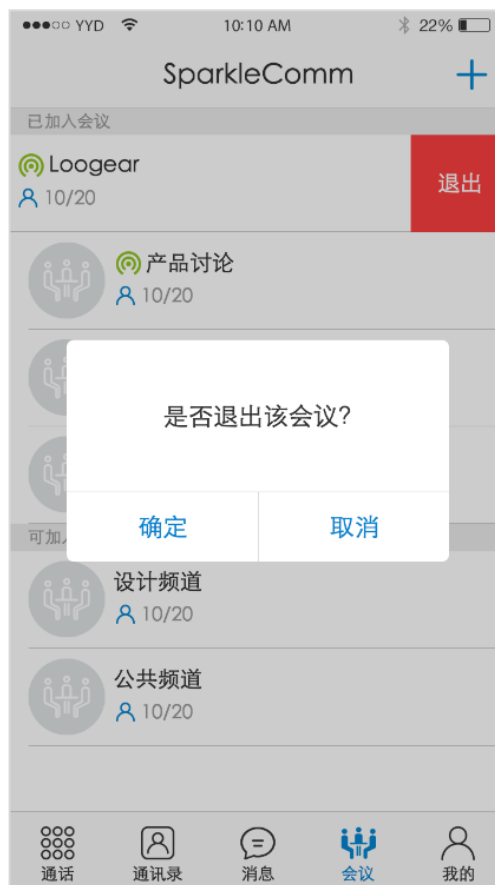 YYD 10:10 AM 22%
SparkleComm
已加入会议
Loogear
10/20
退出
产品讨论
10/20
是否退出该会议?
确定 取消
可加
设计频道
10/20
公共频道
10/20
通话 通讯录 消息 会议 我的